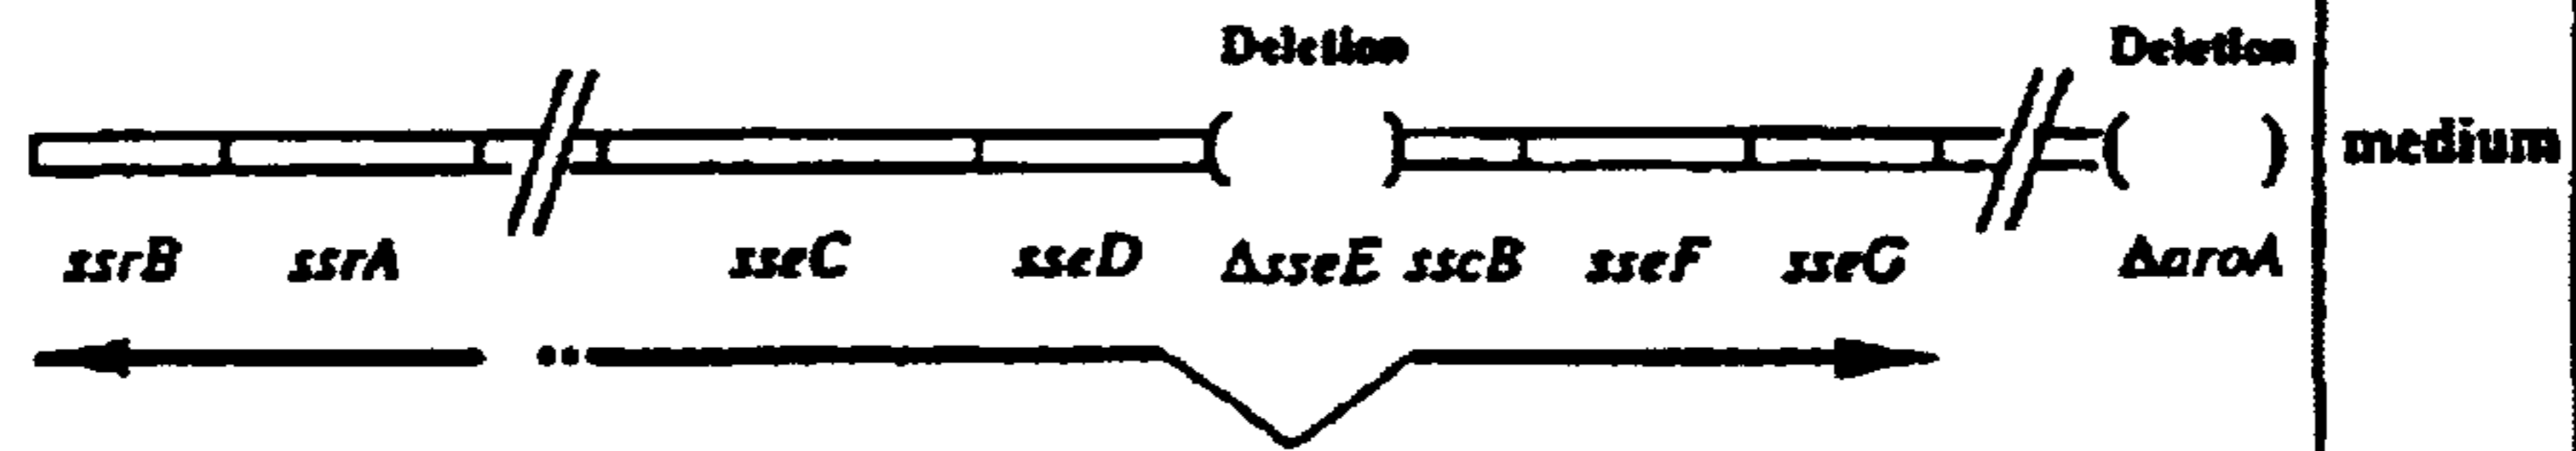 Deletion Deletion
medium
ssrB ssrA sseC sseD ΔsseE sscB sseF sseG ΔaroA